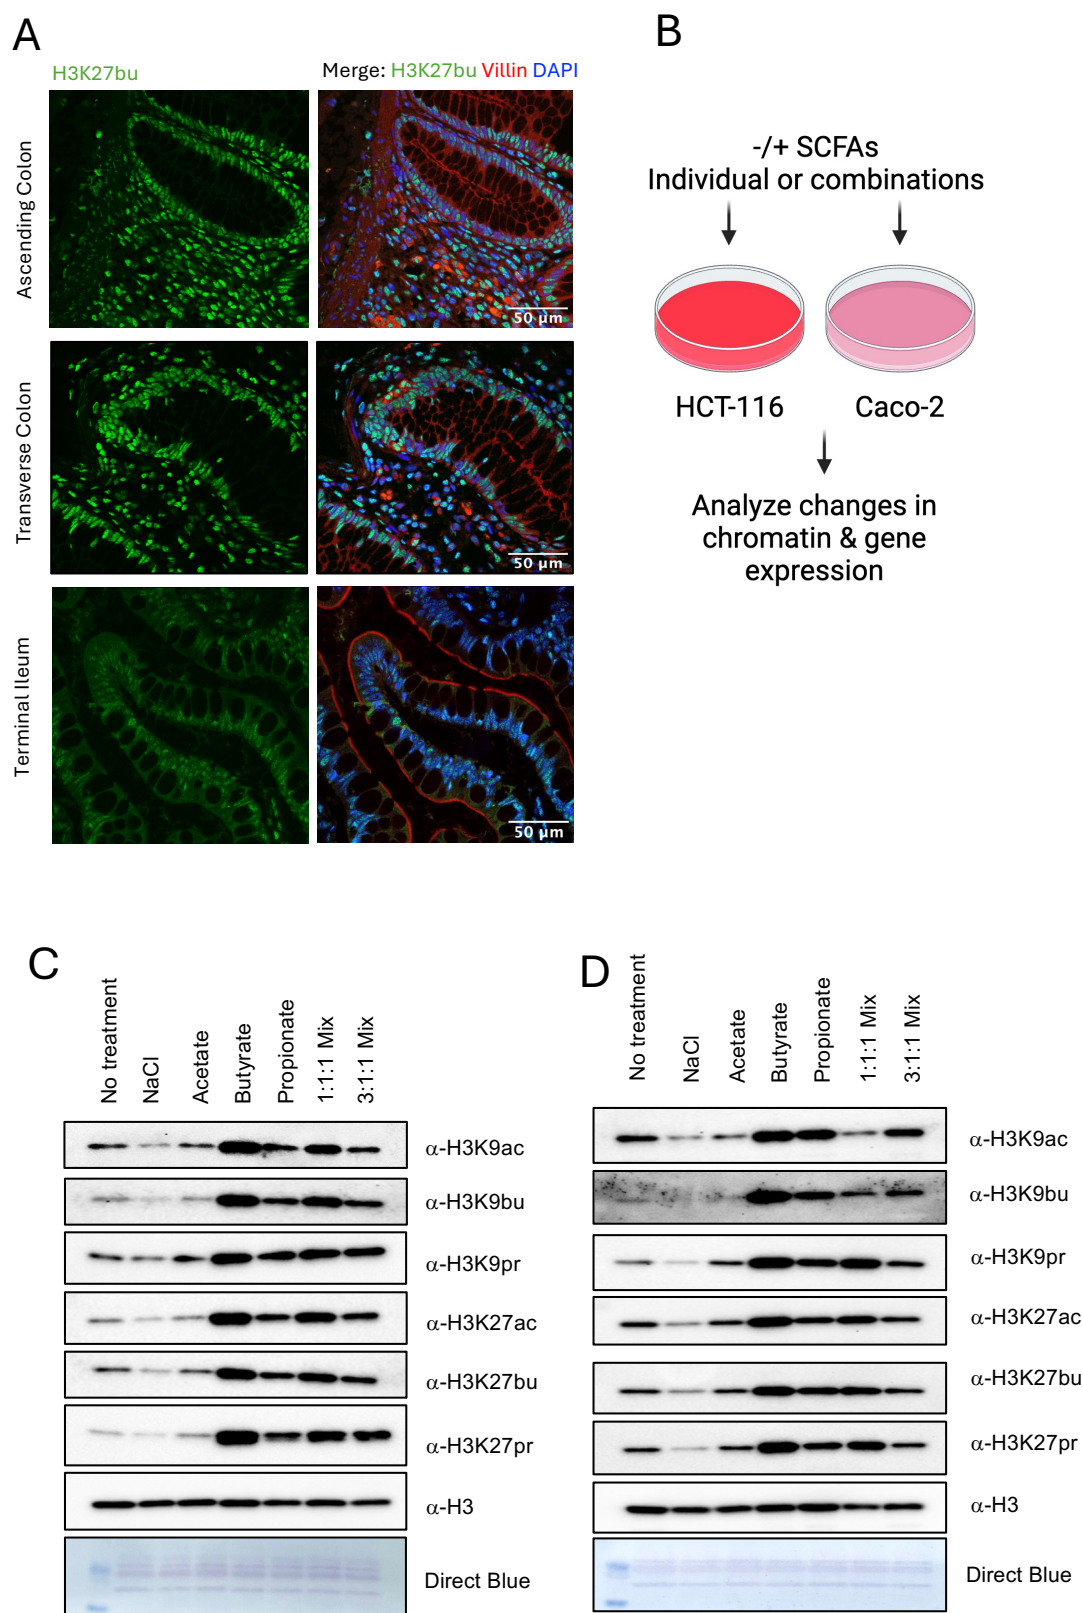 A
H3K27bu
Merge: H3K27bu Villin DAPI
Ascending Colon
50 µm
Transverse Colon
50 µm
Terminal Ileum
50 µm
B
-/+ SCFAs
Individual or combinations
HCT-116
Caco-2
Analyze changes in
chromatin & gene
expression
C
No treatment
NaCl
Acetate
Butyrate
Propionate
1:1:1 Mix
3:1:1 Mix
α-H3K9ac
α-H3K9bu
α-H3K9pr
α-H3K27ac
α-H3K27bu
α-H3K27pr
α-H3
Direct Blue
D
No treatment
NaCl
Acetate
Butyrate
Propionate
1:1:1 Mix
3:1:1 Mix
α-H3K9ac
α-H3K9bu
α-H3K9pr
α-H3K27ac
α-H3K27bu
α-H3K27pr
α-H3
Direct Blue